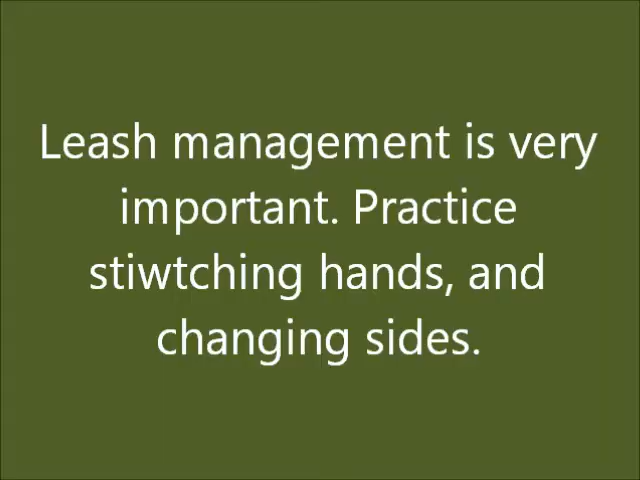 Leash management is very
important. Practice
stiwtching hands, and
changing sides.